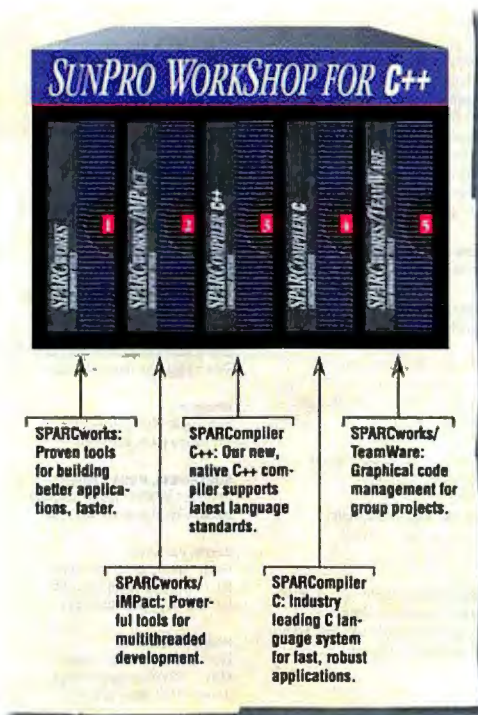 SUNPRO WORKSHOP FOR C++
SPARCWORKS
1
SPARCWORKS/iMPACT
2
SPARCOMPILER C++
3
SPARCOMPILER C
4
SPARCWORKS/TEAMWARE
5
SPARCworks:
Proven tools
for building
better applica-
tions, faster.
SPARCompiler
C++: Our new,
native C++ com-
piler supports
latest language
standards.
SPARCworks/
TeamWare:
Graphical code
management for
group projects.
SPARCworks/
iMPact: Power-
ful tools for
multithreaded
development.
SPARCompiler
C: Industry
leading C lan-
guage system
for fast, robust
applications.